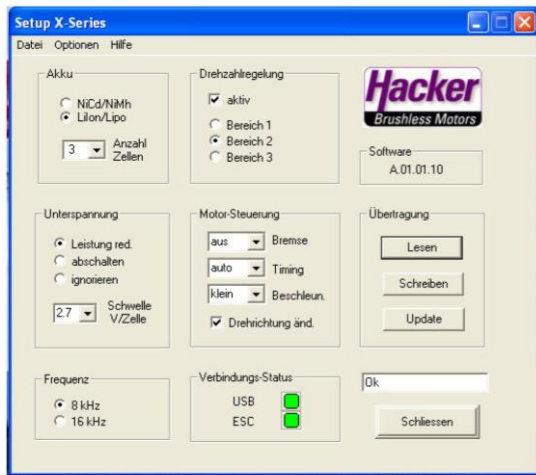 Setup X-Series
Datei Optionen Hilfe
Akku
NiCd/NiMh
LiIon/Lipo
3
Anzahl
Zellen
Drehzahlregelung
aktiv
Bereich 1
Bereich 2
Bereich 3
Hacker
Brushless Motors
Software
A.01.01.10
Unterspannung
Leistung red.
abschalten
ignorieren
2.7
Schwelle
V/Zelle
Motor-Steuerung
aus Bremse
auto Timing
klein Beschleun.
Drehrichtung änd.
Übertragung
Lesen
Schreiben
Update
Frequenz
8 kHz
16 kHz
Verbindungs-Status
USB
ESC
Ok
Schliessen